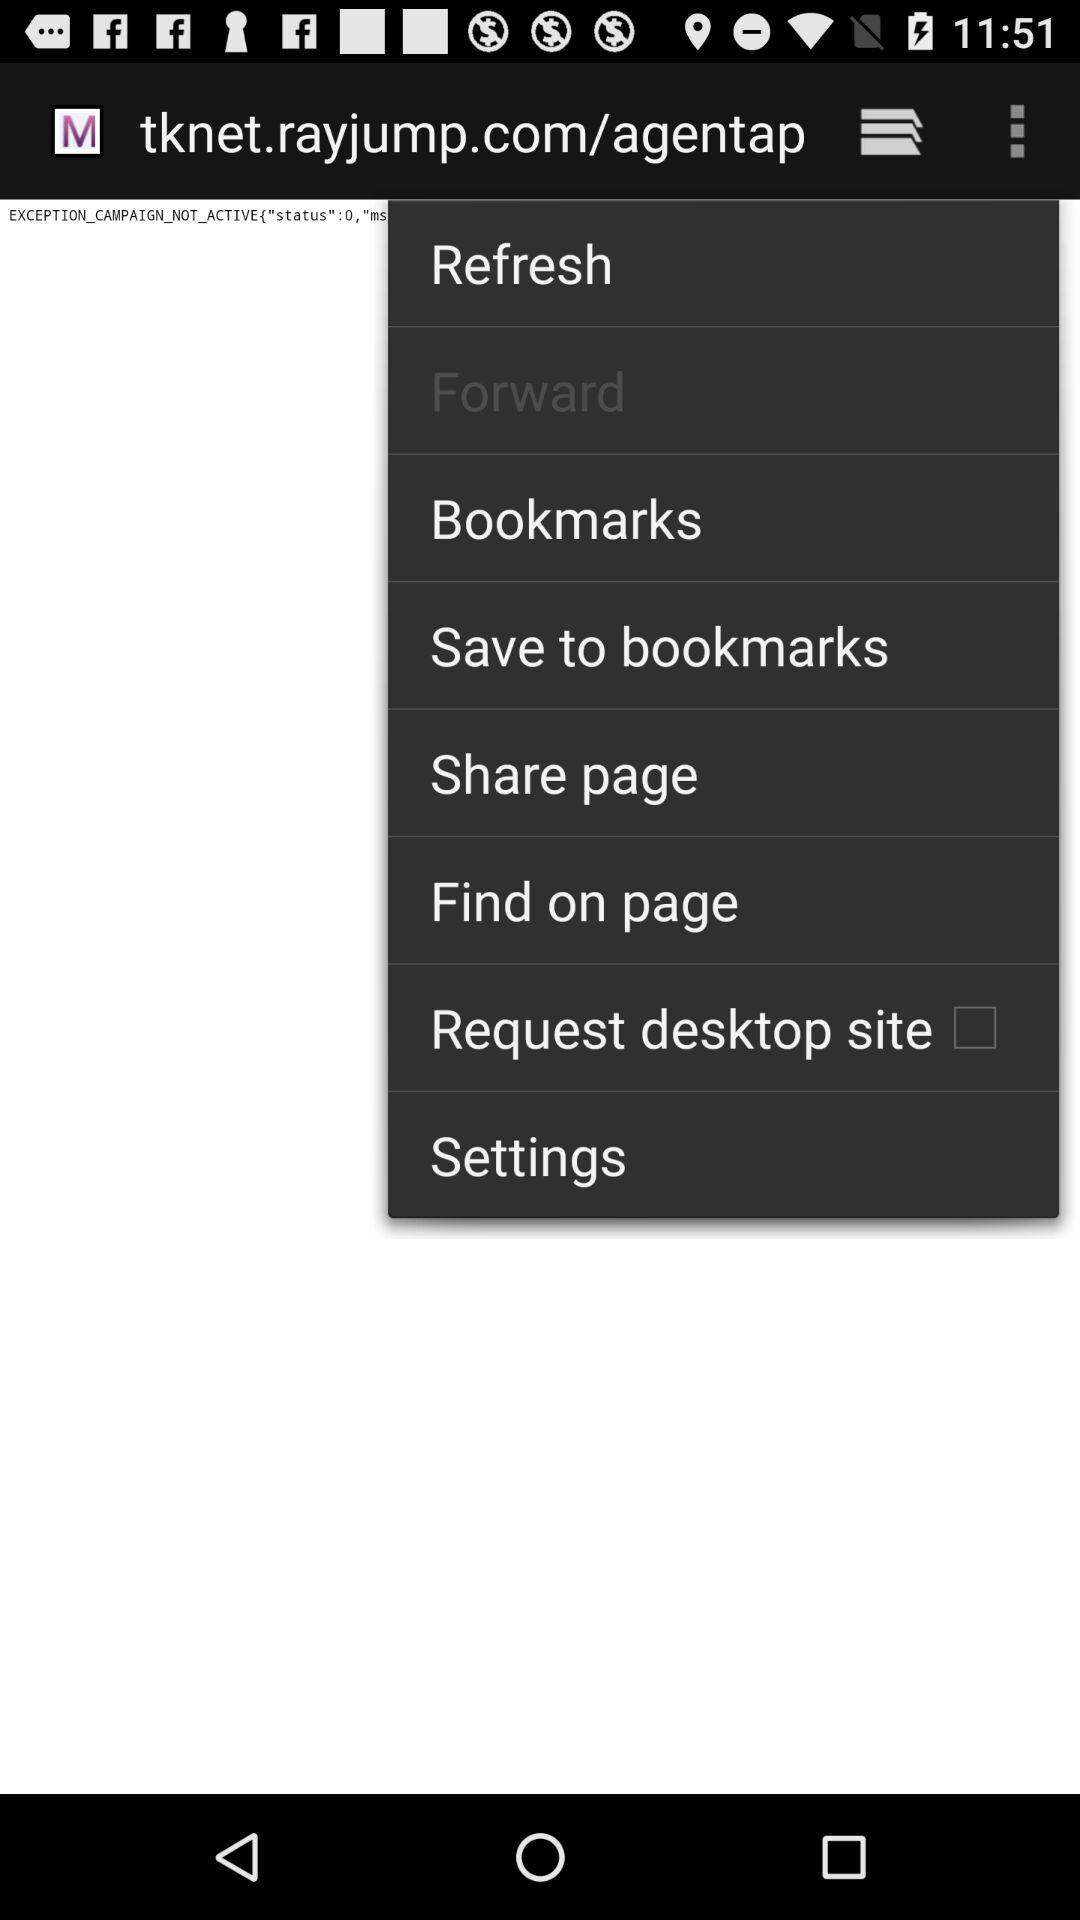 11:51
M tknet.rayjump.com/agentap
EXCEPTION_CAMPAIGN_NOT_ACTIVE{"status":0,"ms
Refresh
Forward
Bookmarks
Save to bookmarks
Share page
Find on page
Request desktop site
Settings